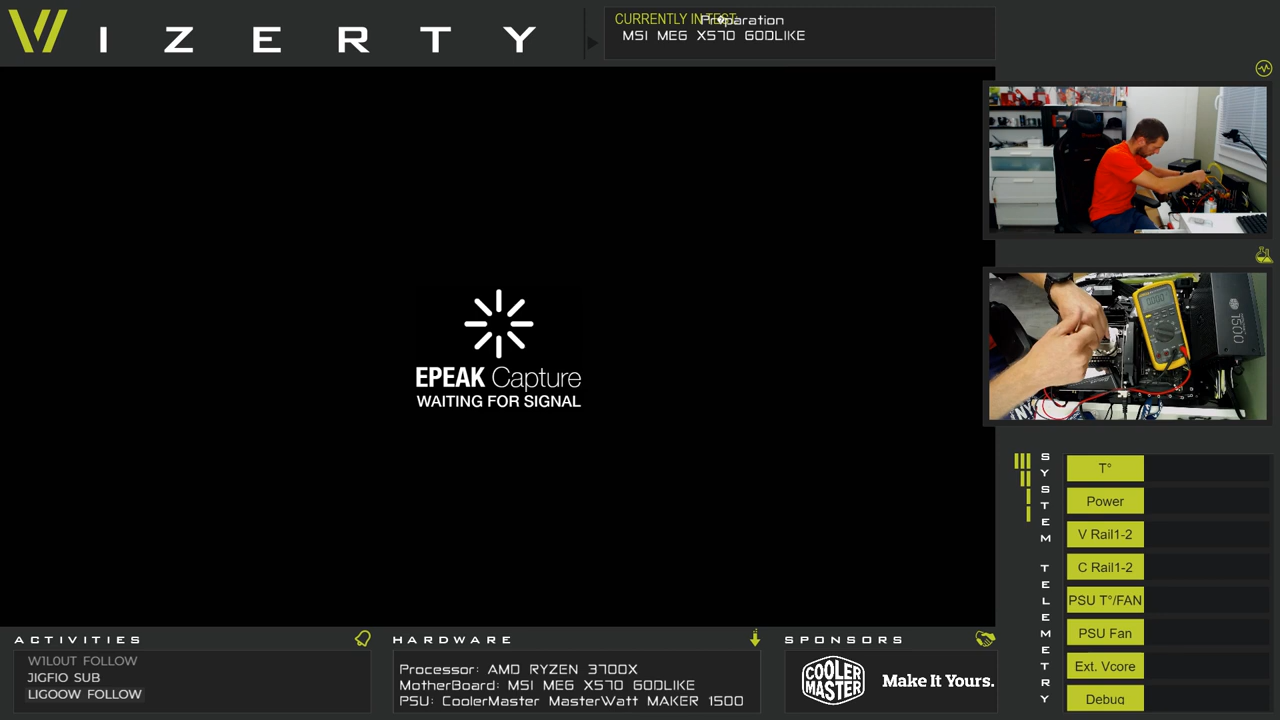 WIZERTY
CURRENTLY IN TEST:
Preparation
MSI MEG X570 GODLIKE
EPEAK Capture
WAITING FOR SIGNAL
1500
SYSTEM TELEMETRY
T°
Power
V Rail1-2
C Rail1-2
PSU T°/FAN
PSU Fan
Ext. Vcore
Debug
ACTIVITIES
W1L0UT FOLLOW
JIGFIO SUB
LIGOOW FOLLOW
HARDWARE
Processor: AMD RYZEN 3700X
MotherBoard: MSI MEG X570 GODLIKE
PSU: CoolerMaster MasterWatt MAKER 1500
SPONSORS
COOLER
MASTER
Make It Yours.